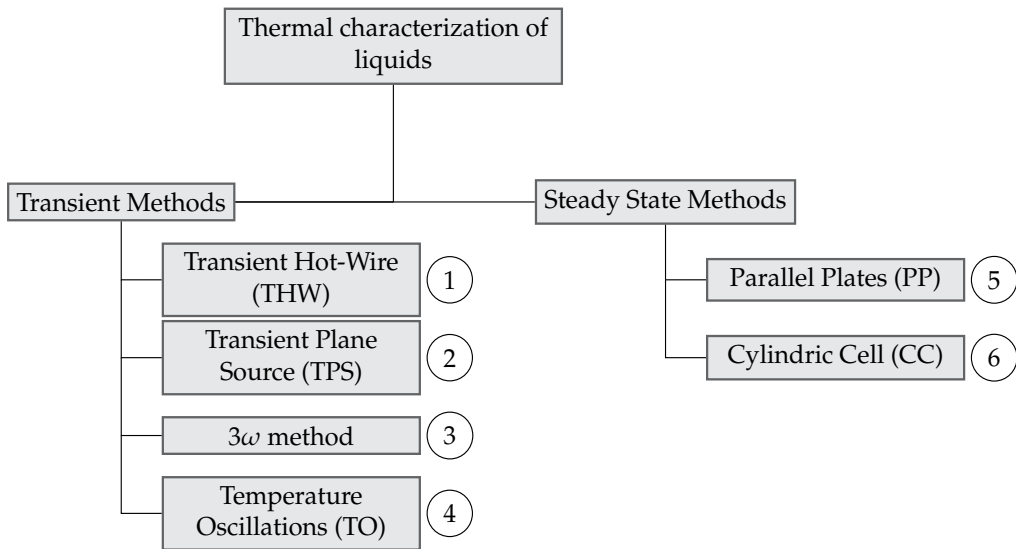 Thermal characterization of
liquids
Transient Methods
Steady State Methods
Transient Hot-Wire
(THW)
1
Transient Plane
Source (TPS)
2
3ω method
3
Temperature
Oscillations (TO)
4
Parallel Plates (PP)
5
Cylindric Cell (CC)
6